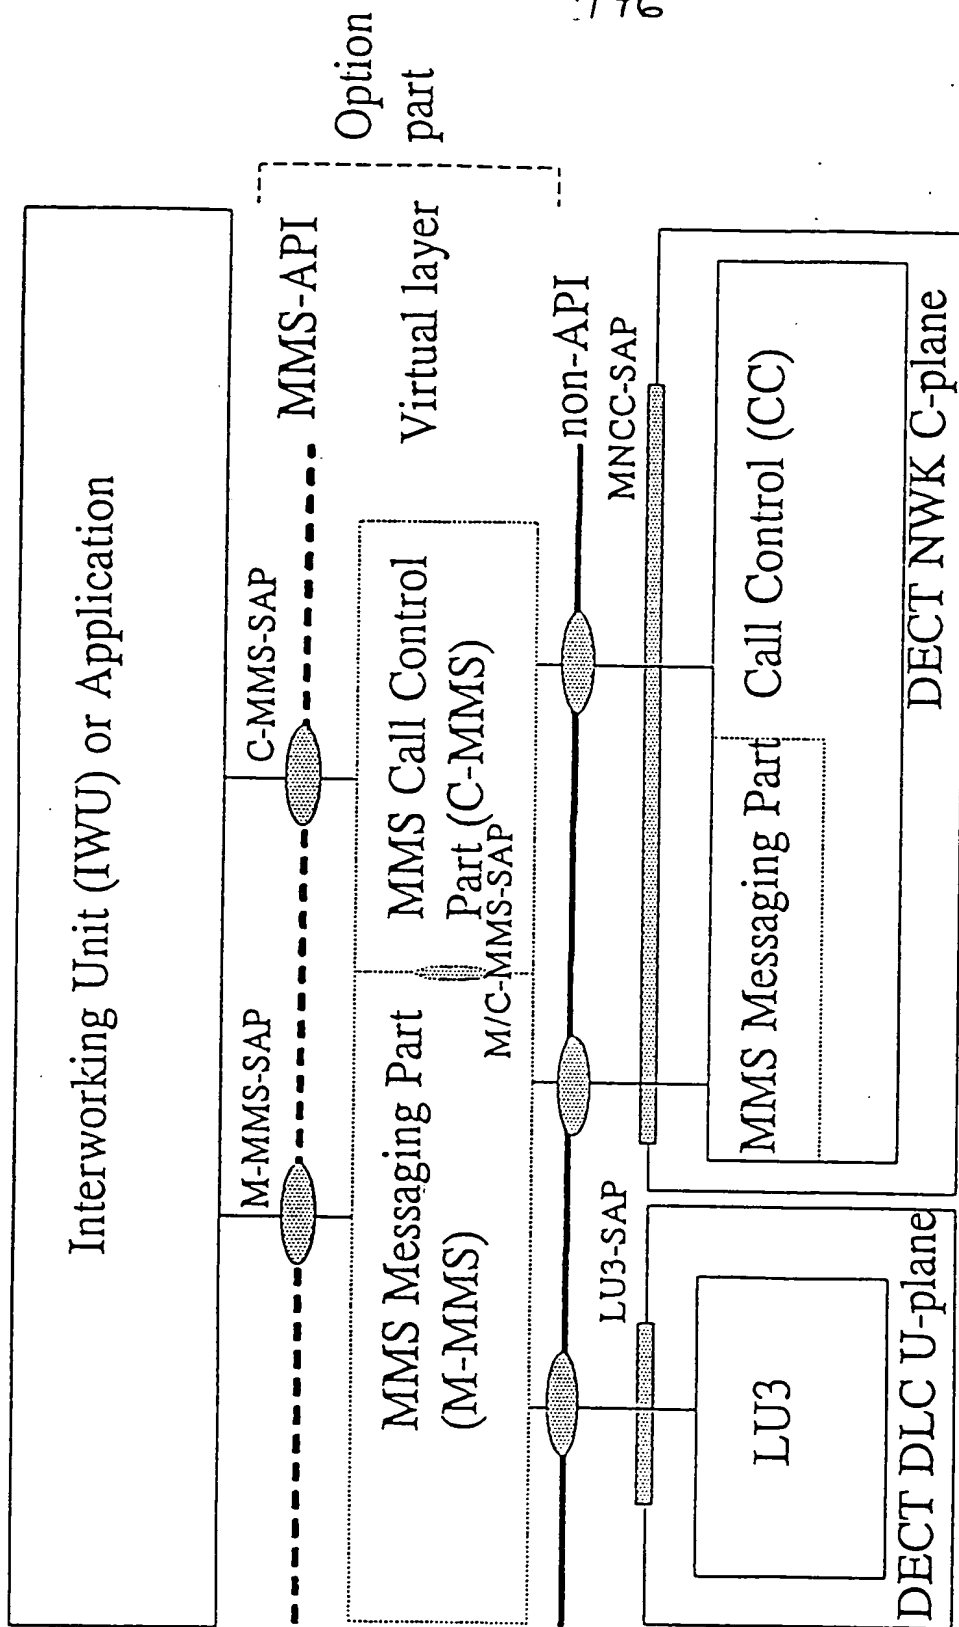 Interworking Unit (IWU) or Application
M-MMS-SAP
C-MMS-SAP
MMS-API
Option
part
MMS Messaging Part
(M-MMS)
MMS Call Control
Part (C-MMS)
M/C-MMS-SAP
Virtual layer
non-API
LU3-SAP
MNCC-SAP
LU3
DECT DLC U-plane
MMS Messaging Part
Call Control (CC)
DECT NWK C-plane